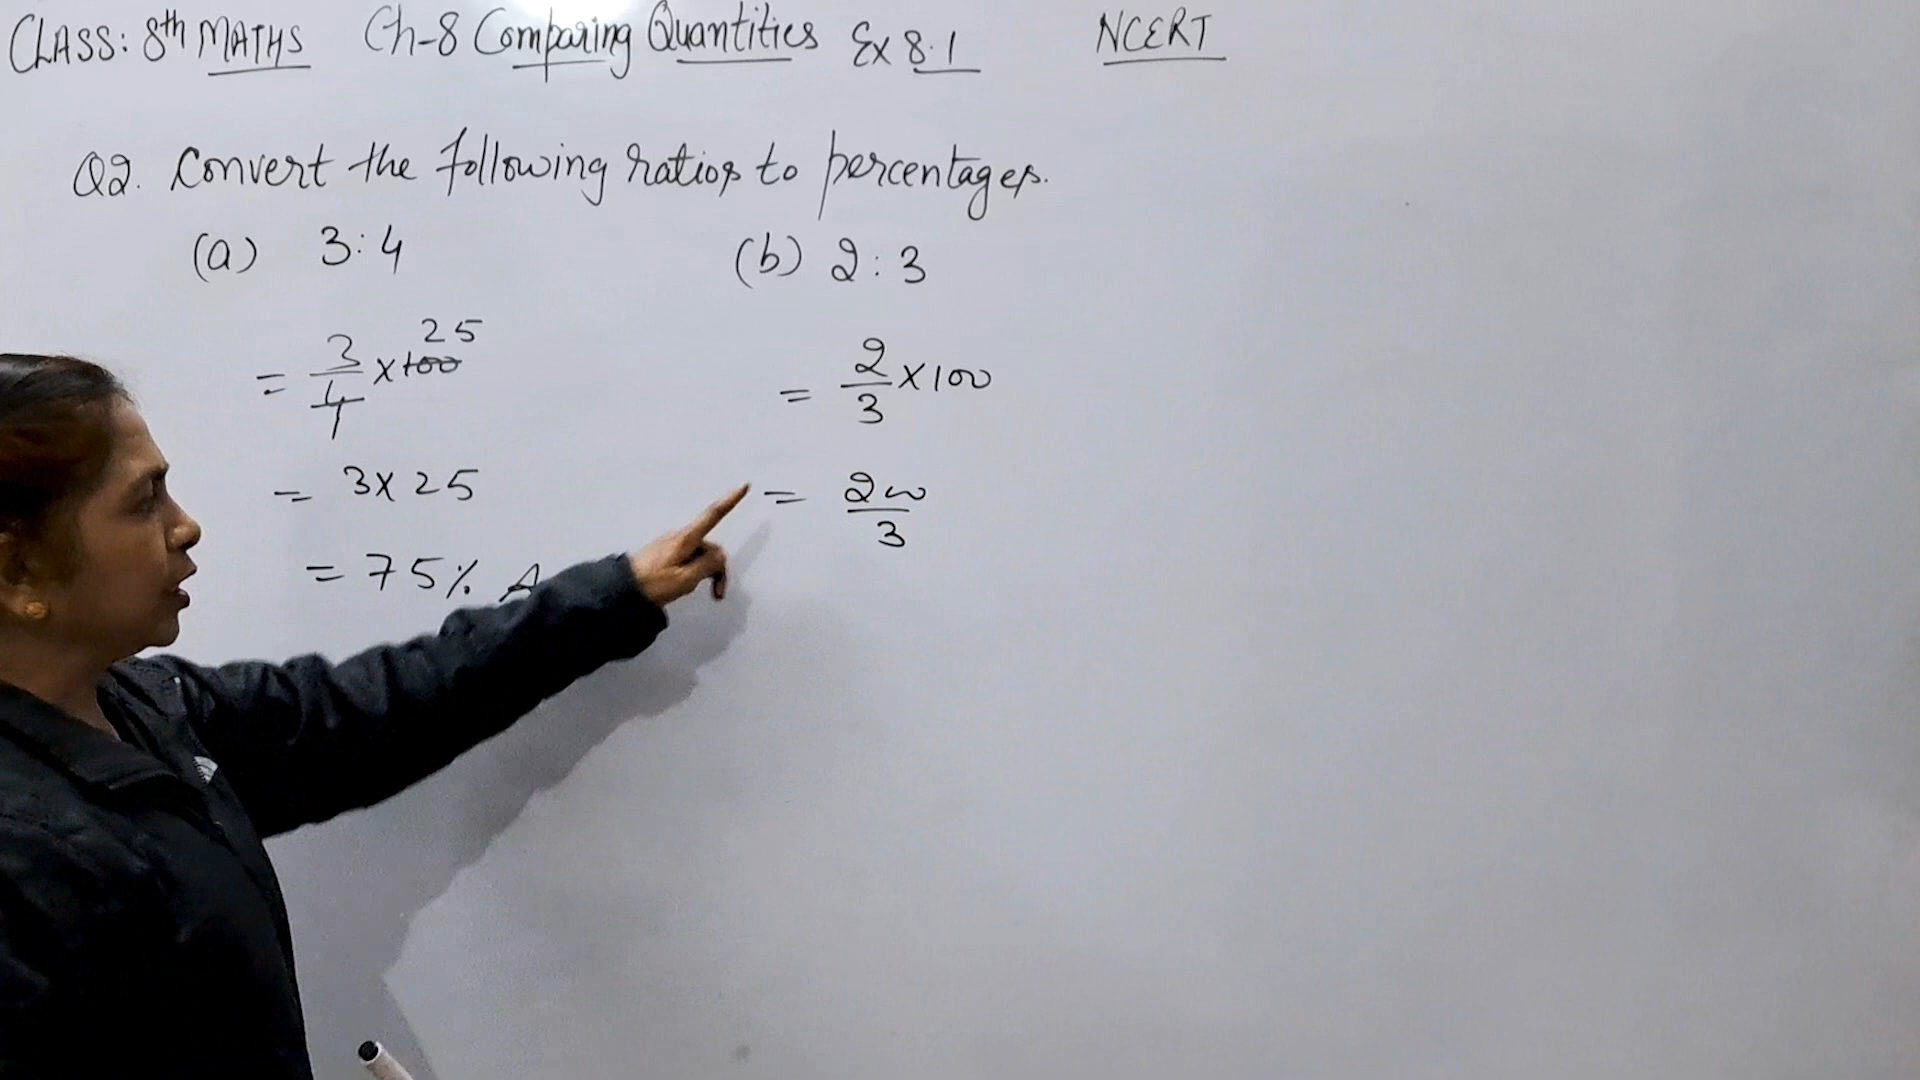 CLASS: 8th MATHS Ch-8 Comparing Quantities Ex 8.1 NCERT
Q2. Convert the following ratios to percentages.
(a) 3:4
= 3/4 x 100 25 1
= 3x25
= 75% A
(b) 2:3
= 2/3 x 100
= 200/3